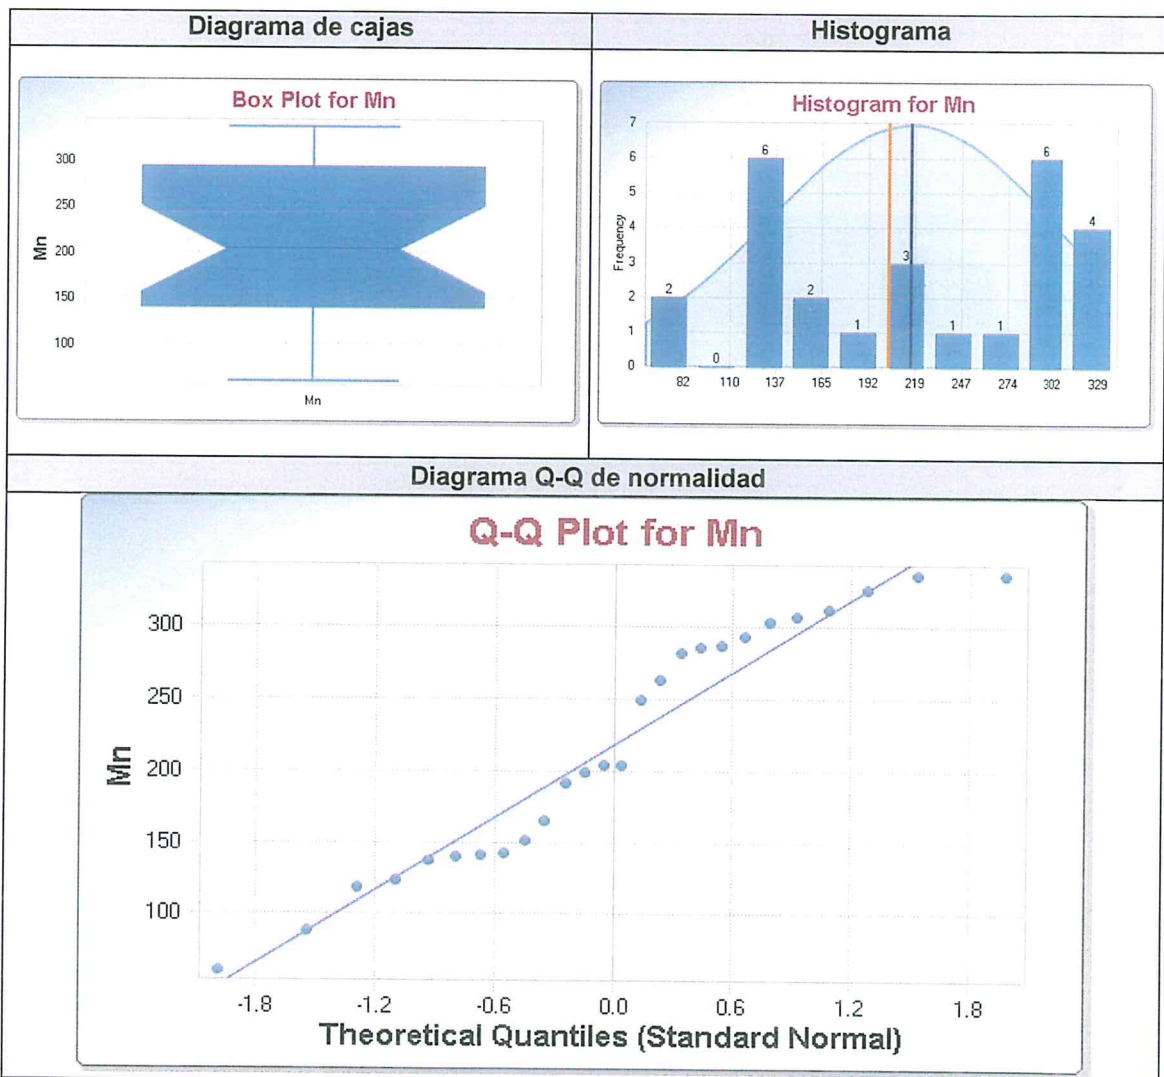 Diagrama de cajas
Histograma
Box Plot for Mn
Mn
300
250
200
150
100
Mn
Histogram for Mn
Frequency
7
6
5
4
3
2
1
0
2
0
6
2
1
3
1
1
6
4
82 110 137 165 192 219 247 274 302 329
Diagrama Q-Q de normalidad
Q-Q Plot for Mn
Mn
300
250
200
150
100
-1.8 -1.2 -0.6 0.0 0.6 1.2 1.8
Theoretical Quantiles (Standard Normal)